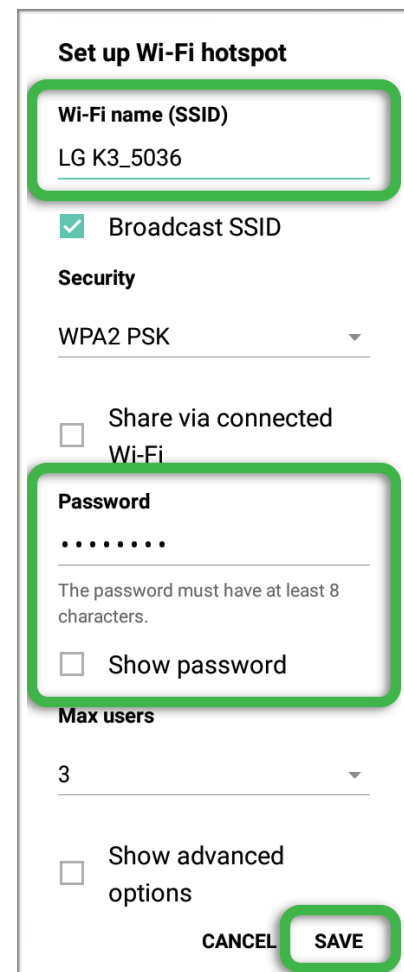 Set up Wi-Fi hotspot
Wi-Fi name (SSID)
LG K3_5036
Broadcast SSID
Security
WPA2 PSK
Share via connected
Wi-Fi
Password
••••••••
The password must have at least 8
characters.
Show password
Max users
3
Show advanced
options
CANCEL SAVE